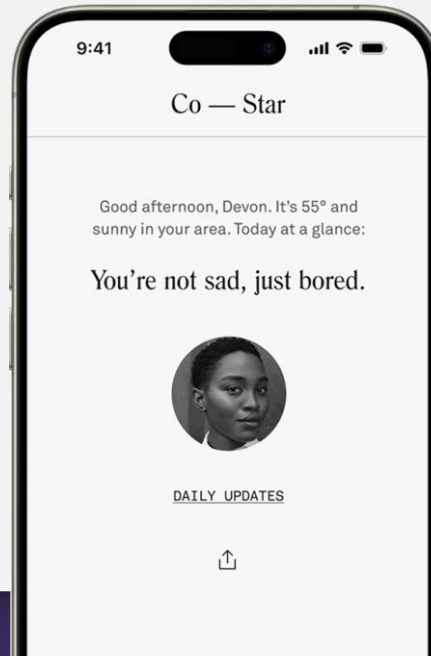 9:41
Co — Star
Good afternoon, Devon. It’s 55° and
sunny in your area. Today at a glance:
You’re not sad, just bored.
DAILY UPDATES